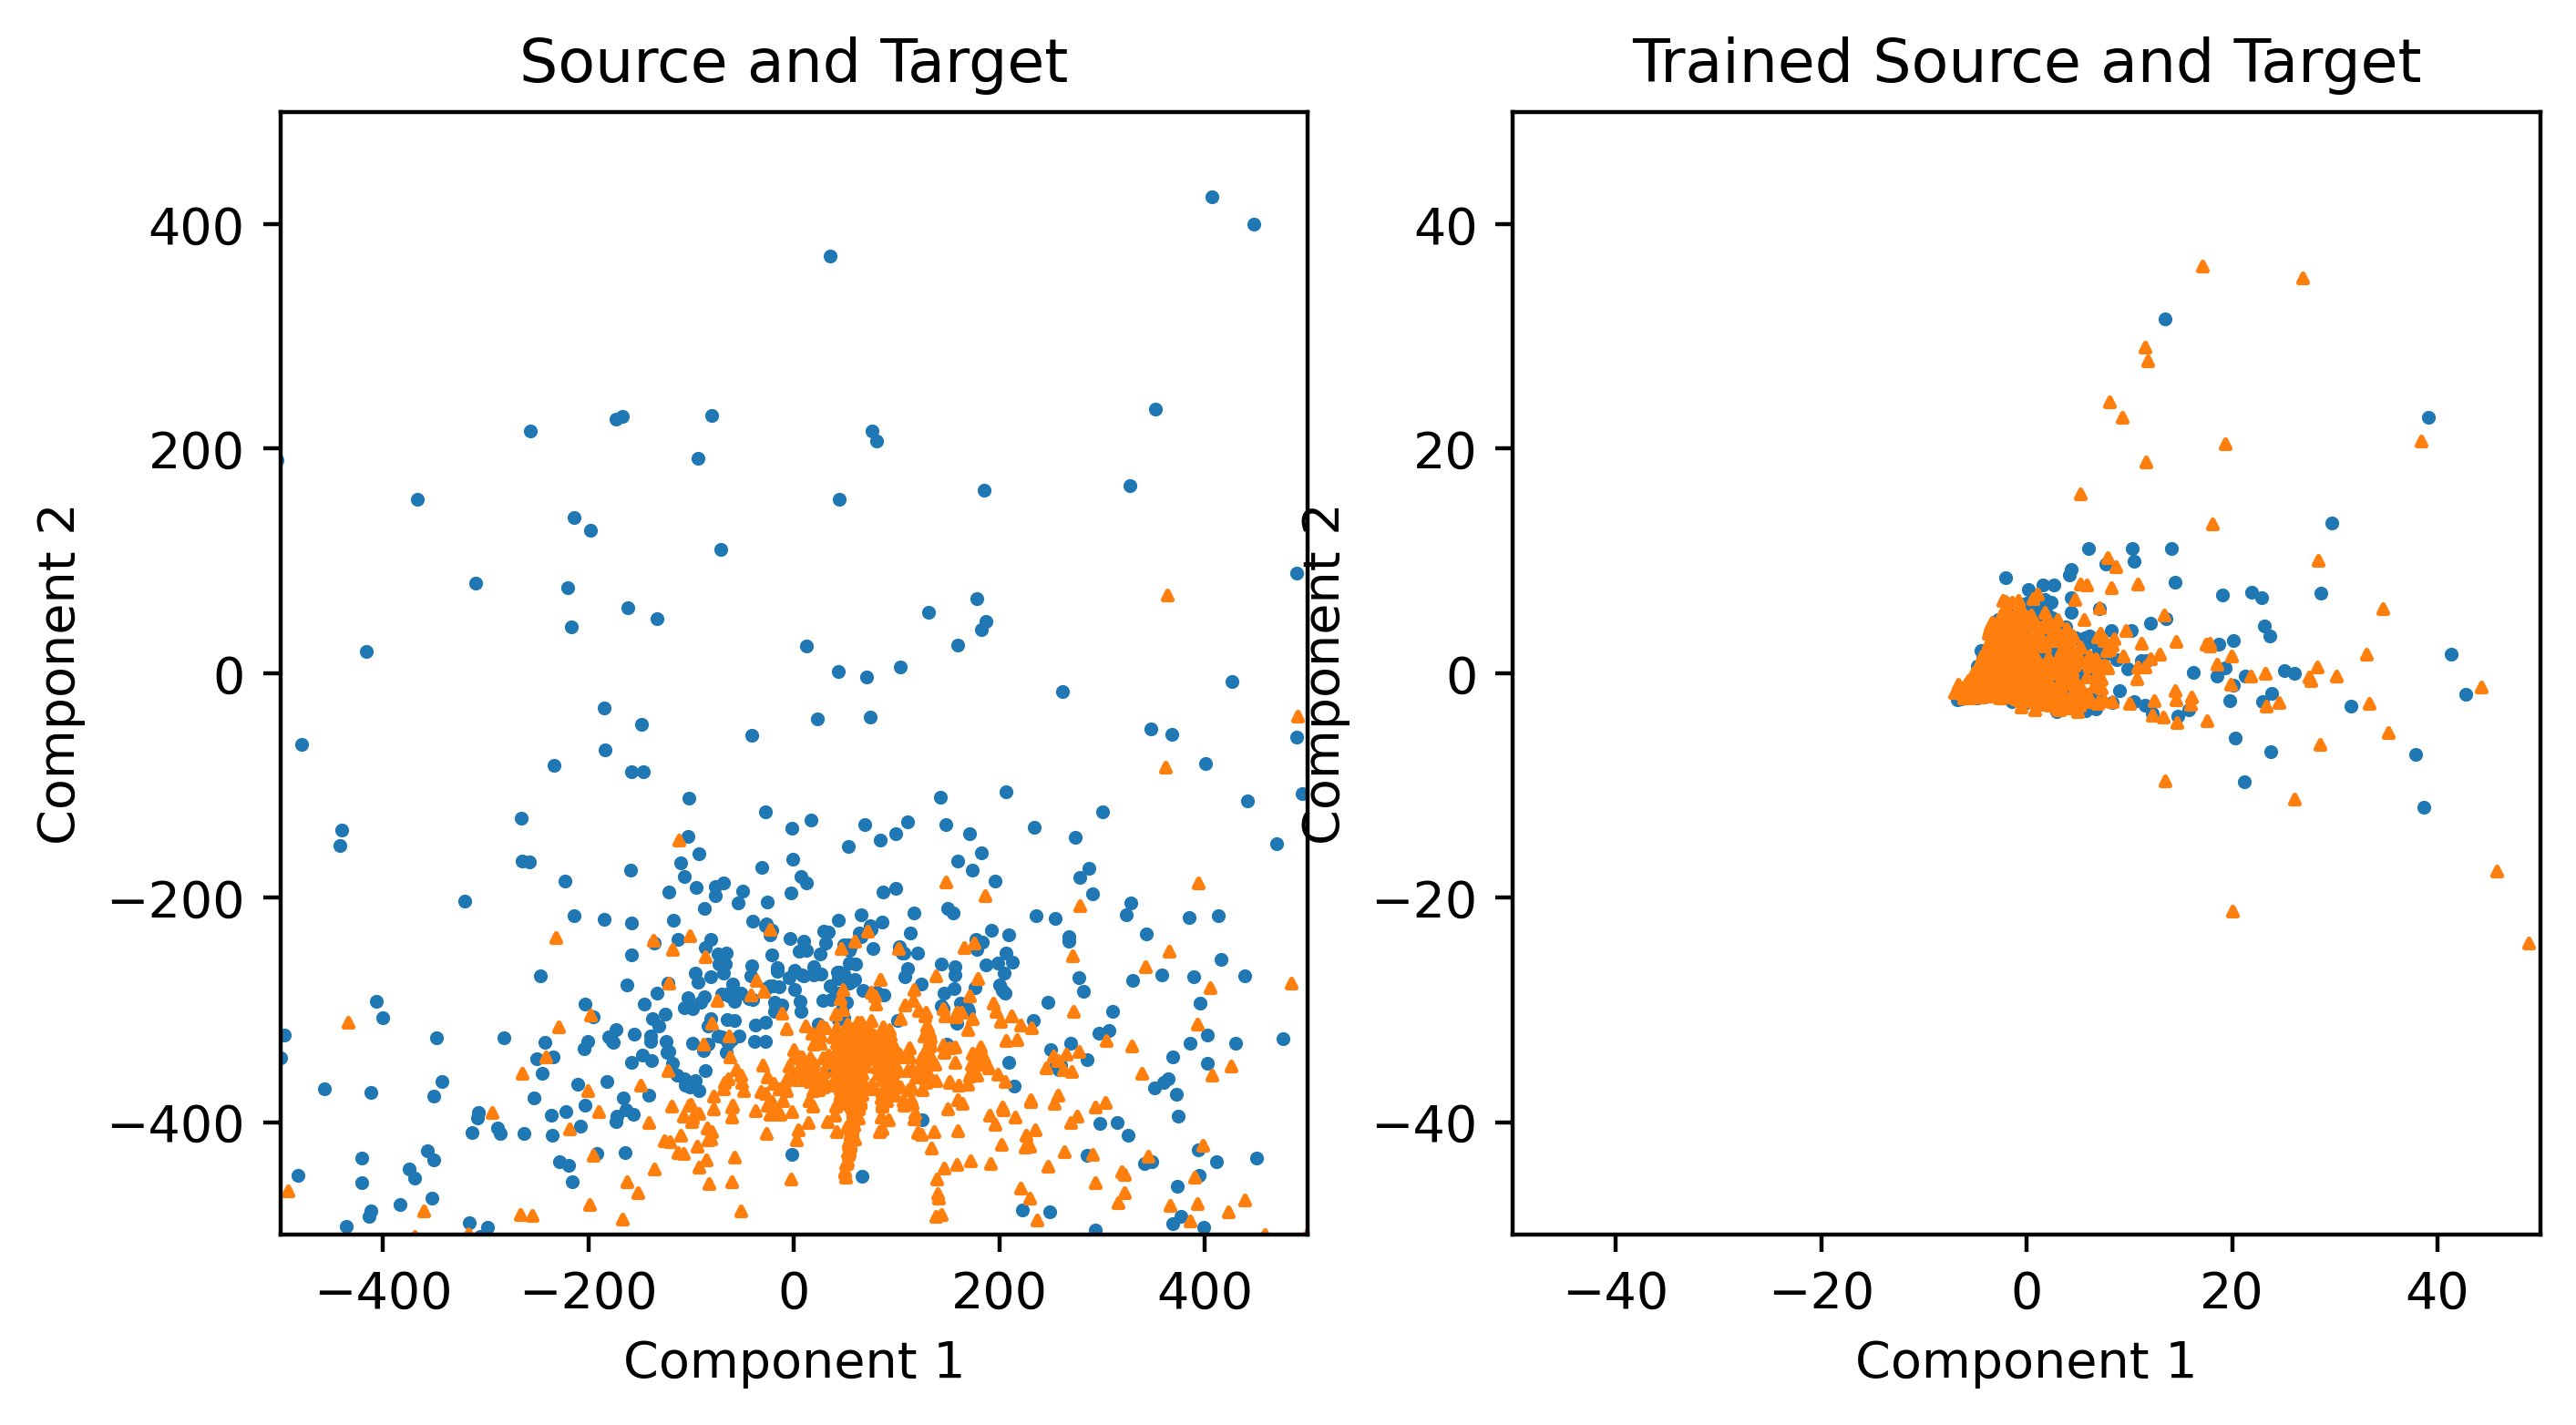 Source and Target
Component 2
400
200
0
−200
−400
−400 −200 0 200 400
Component 1
Trained Source and Target
Component 2
40
20
0
−20
−40
−40 −20 0 20 40
Component 1